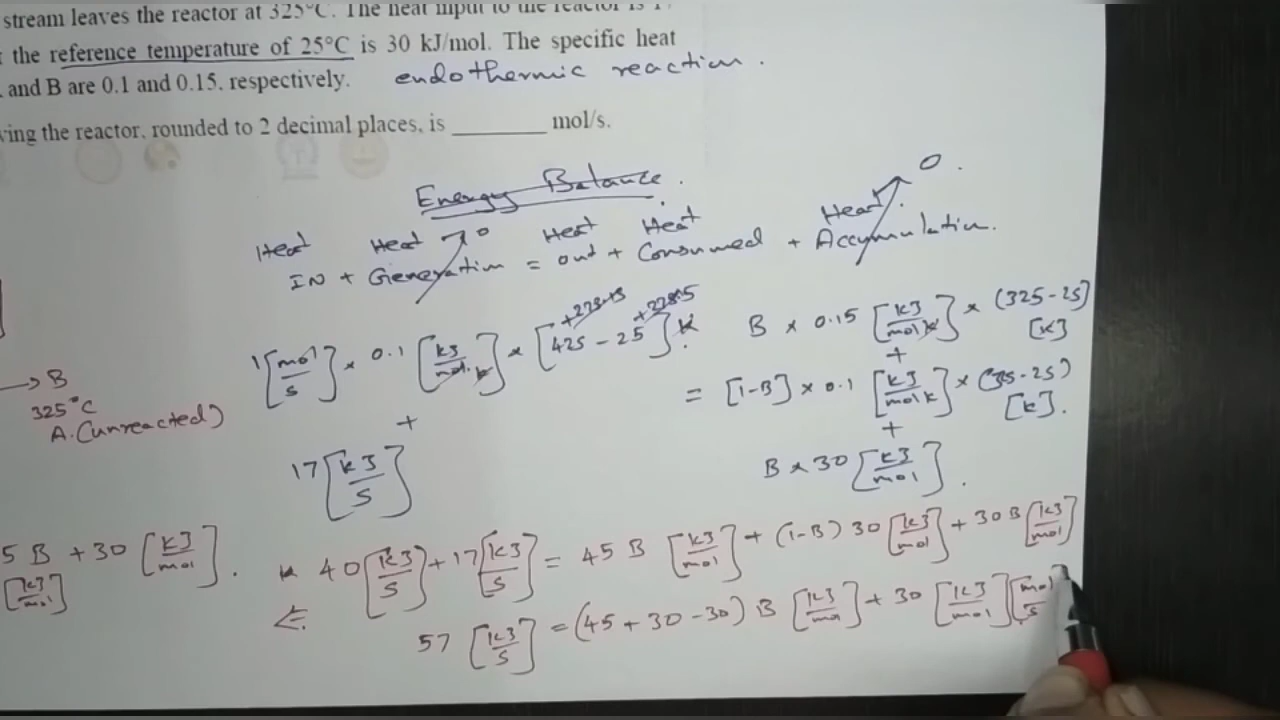 stream leaves the reactor at 325°C. The heat input to the reactor is 1
the reference temperature of 25°C is 30 kJ/mol. The specific heat
and B are 0.1 and 0.15, respectively. endothermic reaction.
ving the reactor, rounded to 2 decimal places, is ________ mol/s.
Energy Balance.
Heat Heat 0 Heat Heat Heat 0.
IN + Generation = out + Consumed + Accumulation.
1 [mol/s] × 0.1 [kJ/mol.k] × [425 - 25] k.
B × 0.15 [kJ/mol k] × (325-25) [k]
+
= [1-B] × 0.1 [kJ/mol k] × (35-25) [k].
→ B
325°C
A.(unreacted)
+
17 [kJ/s]
+
B × 30 [kJ/mol].
5 B + 30 [kJ/mol].
[kJ/mol]
40 [kJ/s] + 17 [kJ/s] = 45 B [kJ/mol] + (1-B) 30 [kJ/mol] + 30 B [kJ/mol]
57 [kJ/s] = (45 + 30 - 30) B [kJ/mo] + 30 [kJ/mol] [mol/s]